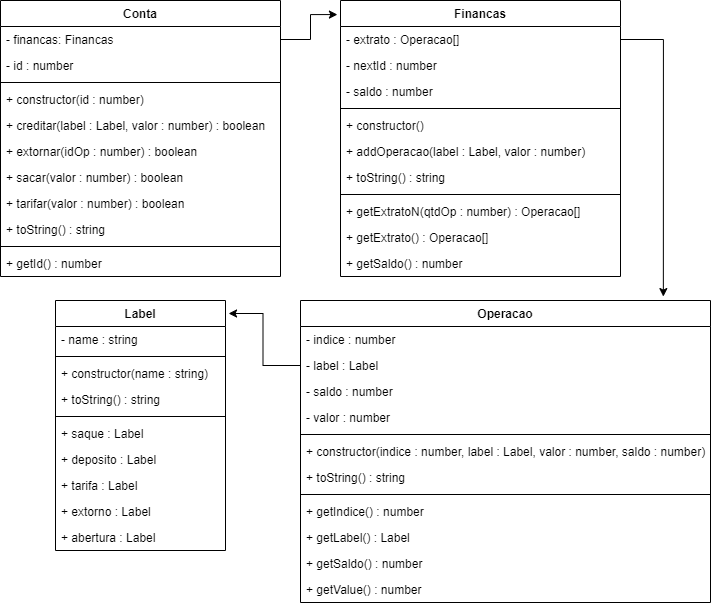 Conta
- financas: Financas
- id : number
+ constructor(id : number)
+ creditar(label : Label, valor : number) : boolean
+ extornar(idOp : number) : boolean
+ sacar(valor : number) : boolean
+ tarifar(valor : number) : boolean
+ toString() : string
+ getId() : number
Financas
- extrato : Operacao[]
- nextId : number
- saldo : number
+ constructor()
+ addOperacao(label : Label, valor : number)
+ toString() : string
+ getExtratoN(qtdOp : number) : Operacao[]
+ getExtrato() : Operacao[]
+ getSaldo() : number
Label
- name : string
+ constructor(name : string)
+ toString() : string
+ saque : Label
+ deposito : Label
+ tarifa : Label
+ extorno : Label
+ abertura : Label
Operacao
- indice : number
- label : Label
- saldo : number
- valor : number
+ constructor(indice : number, label : Label, valor : number, saldo : number)
+ toString() : string
+ getIndice() : number
+ getLabel() : Label
+ getSaldo() : number
+ getValue() : number